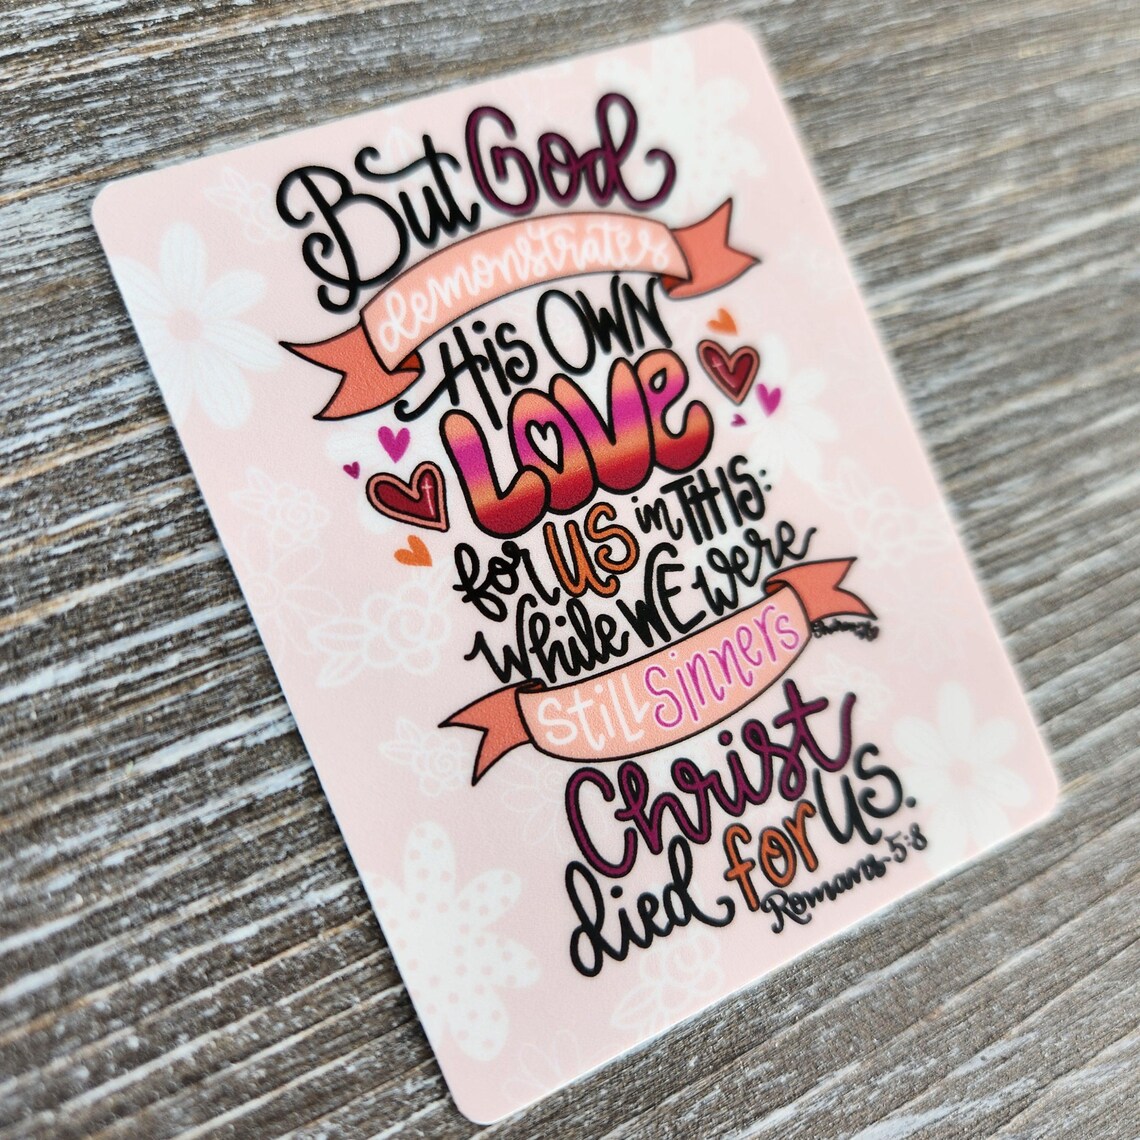 But God
demonstrates
His OWN
LOVE
for US in THIS:
While WE were
Still Sinners
Christ
died for US.
Romans 5:8